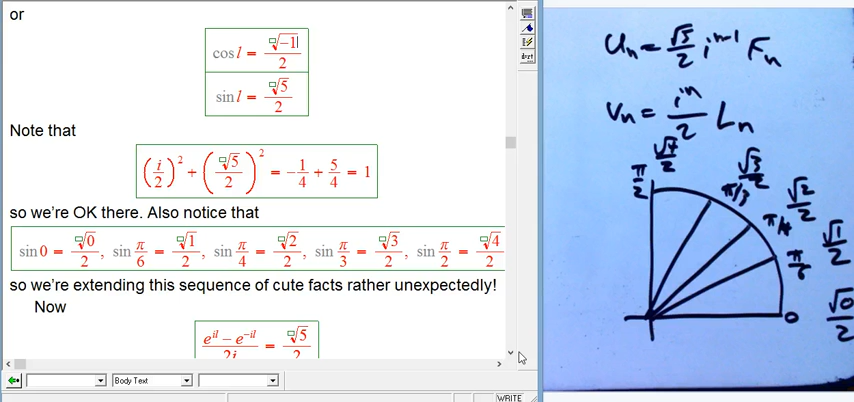 or
cos l = √-1/2
sin l = √5/2
Note that
(i/2)² + (√5/2)² = -1/4 + 5/4 = 1
so we're OK there. Also notice that
sin 0 = √0/2, sin π/6 = √1/2, sin π/4 = √2/2, sin π/3 = √3/2, sin π/2 = √4/2
so we're extending this sequence of cute facts rather unexpectedly!
Now
e^{il} - e^{-il}/2i = √5/2
Body Text
WRITE
Uₙ = √5/2 i^{n-1} Fₙ
Vₙ = iⁿ/2 Lₙ
π/2 √4/2
π/3 √3/2
π/4 √2/2
π/6 √1/2
0 √0/2